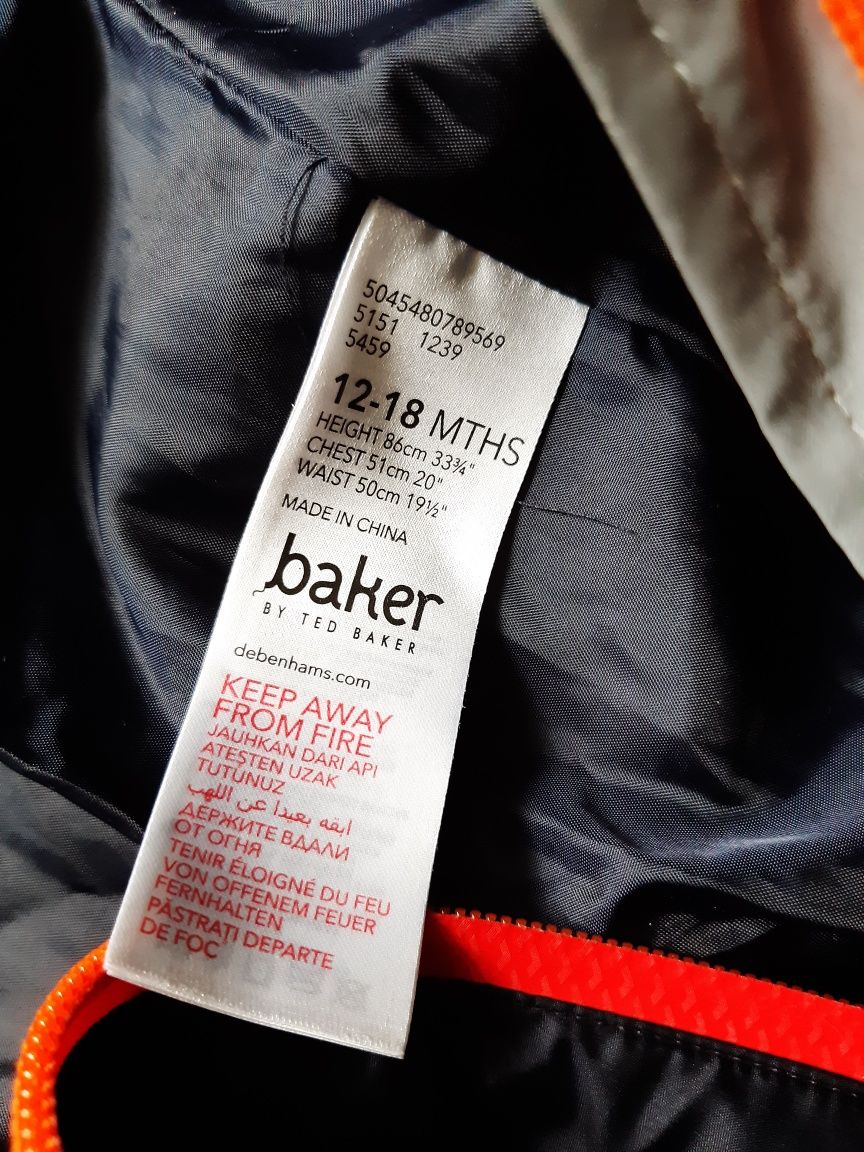 5045480789569
5151 1239
5459
12-18 MTHS
HEIGHT 86cm 33¾"
CHEST 51cm 20"
WAIST 50cm 19½"
MADE IN CHINA
baker
BY TED BAKER
debenhams.com
KEEP AWAY
FROM FIRE
JAUHKAN DARI API
ATEŞTEN UZAK
TUTUNUZ
ابقه بعيدا عن اللهب
ДЕРЖИТЕ ВДАЛИ
ОТ ОГНЯ
TENIR ÉLOIGNÉ DU FEU
VON OFFENEM FEUER
FERNHALTEN
PĂSTRAȚI DEPARTE
DE FOC